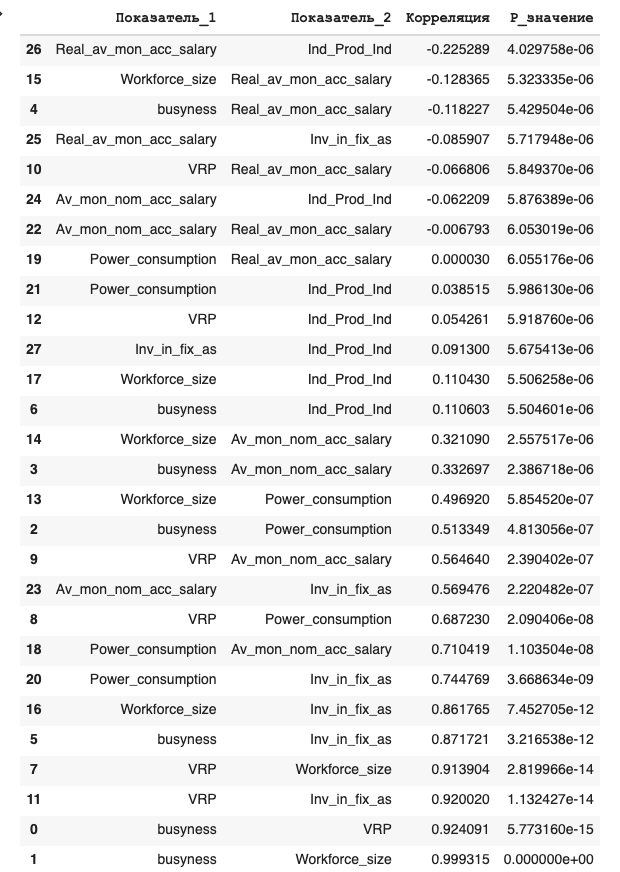 Показатель_1 Показатель_2 Корреляция P_значение
26 Real_av_mon_acc_salary Ind_Prod_Ind -0.225289 4.029758e-06
15 Workforce_size Real_av_mon_acc_salary -0.128365 5.323335e-06
4 busyness Real_av_mon_acc_salary -0.118227 5.429504e-06
25 Real_av_mon_acc_salary Inv_in_fix_as -0.085907 5.717948e-06
10 VRP Real_av_mon_acc_salary -0.066806 5.849370e-06
24 Av_mon_nom_acc_salary Ind_Prod_Ind -0.062209 5.876389e-06
22 Av_mon_nom_acc_salary Real_av_mon_acc_salary -0.006793 6.053019e-06
19 Power_consumption Real_av_mon_acc_salary 0.000030 6.055176e-06
21 Power_consumption Ind_Prod_Ind 0.038515 5.986130e-06
12 VRP Ind_Prod_Ind 0.054261 5.918760e-06
27 Inv_in_fix_as Ind_Prod_Ind 0.091300 5.675413e-06
17 Workforce_size Ind_Prod_Ind 0.110430 5.506258e-06
6 busyness Ind_Prod_Ind 0.110603 5.504601e-06
14 Workforce_size Av_mon_nom_acc_salary 0.321090 2.557517e-06
3 busyness Av_mon_nom_acc_salary 0.332697 2.386718e-06
13 Workforce_size Power_consumption 0.496920 5.854520e-07
2 busyness Power_consumption 0.513349 4.813056e-07
9 VRP Av_mon_nom_acc_salary 0.564640 2.390402e-07
23 Av_mon_nom_acc_salary Inv_in_fix_as 0.569476 2.220482e-07
8 VRP Power_consumption 0.687230 2.090406e-08
18 Power_consumption Av_mon_nom_acc_salary 0.710419 1.103504e-08
20 Power_consumption Inv_in_fix_as 0.744769 3.668634e-09
16 Workforce_size Inv_in_fix_as 0.861765 7.452705e-12
5 busyness Inv_in_fix_as 0.871721 3.216538e-12
7 VRP Workforce_size 0.913904 2.819966e-14
11 VRP Inv_in_fix_as 0.920020 1.132427e-14
0 busyness VRP 0.924091 5.773160e-15
1 busyness Workforce_size 0.999315 0.000000e+00